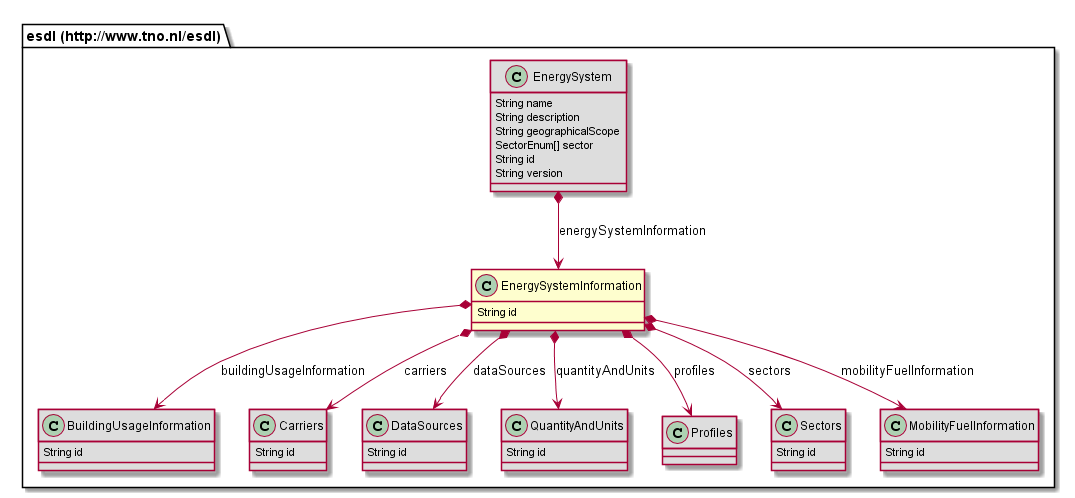 esdl (http://www.tno.nl/esdl)
C EnergySystem
String name
String description
String geographicalScope
SectorEnum[] sector
String id
String version
energySystemInformation
C EnergySystemInformation
String id
buildingUsageInformation
carriers
dataSources
quantityAndUnits
profiles
sectors
mobilityFuelInformation
C BuildingUsageInformation
String id
C Carriers
String id
C DataSources
String id
C QuantityAndUnits
String id
C Profiles
C Sectors
String id
C MobilityFuelInformation
String id